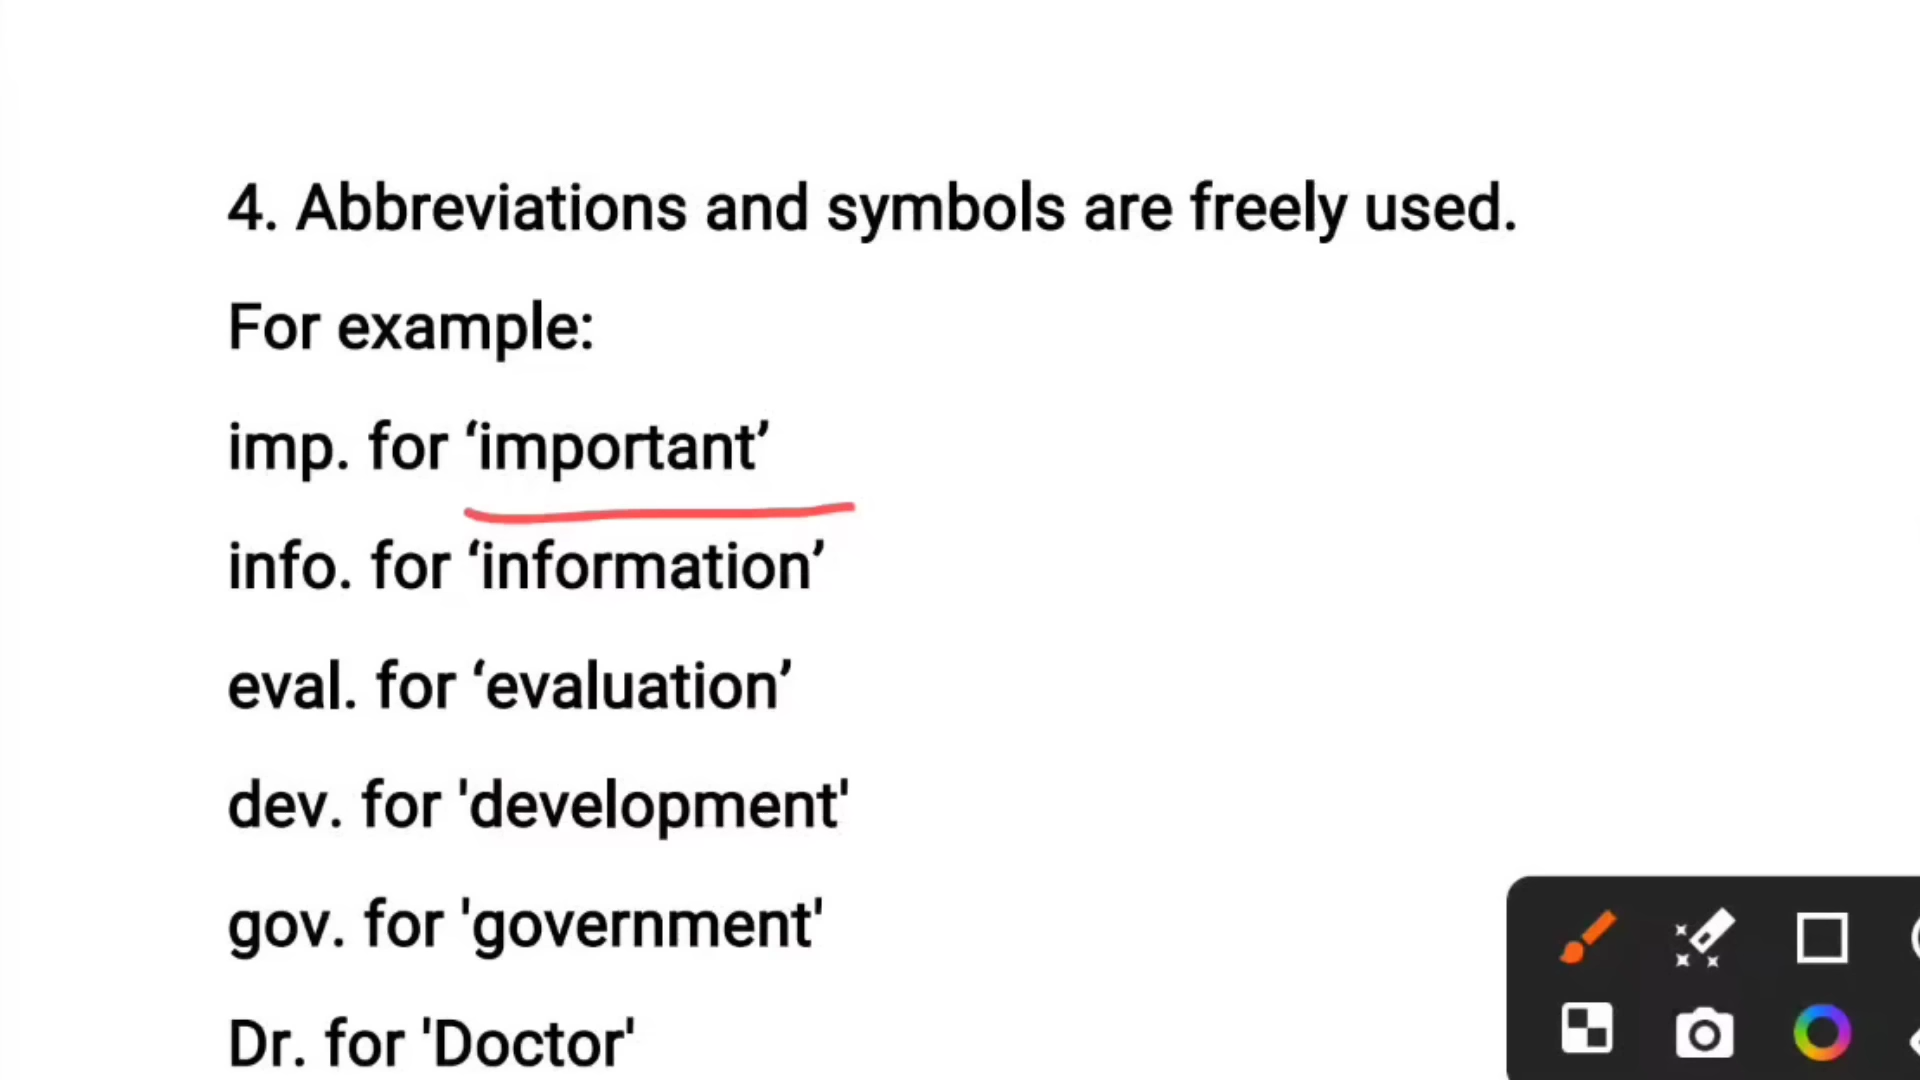 4. Abbreviations and symbols are freely used.
For example:
imp. for ‘important’
info. for ‘information’
eval. for ‘evaluation’
dev. for 'development'
gov. for 'government'
Dr. for 'Doctor'